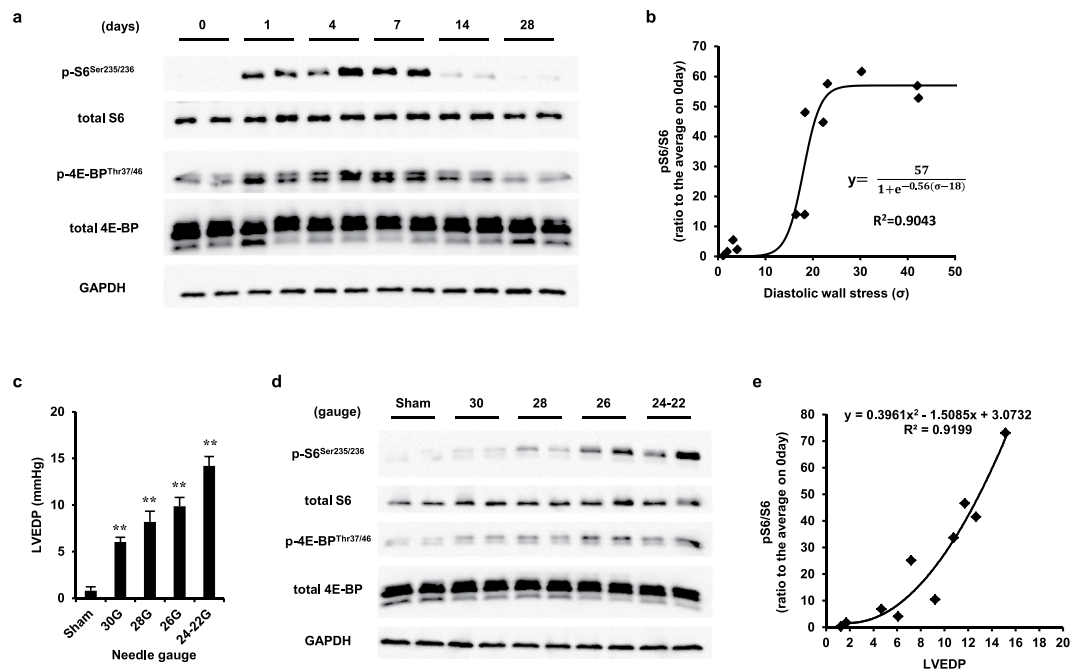 a
(days) 0 1 4 7 14 28
p-S6Ser235/236
total S6
p-4E-BPThr37/46
total 4E-BP
GAPDH
b
70
60
50
40
30
20
10
0
pS6/S6
(ratio to the average on 0day)
y= 57
1+e−0.56(σ−18)
R2=0.9043
0 10 20 30 40 50
Diastolic wall stress (σ)
c
20
15
10
5
0
LVEDP (mmHg)
**
**
**
**
Sham 30G 28G 26G 24-22G
Needle gauge
d
(gauge) Sham 30 28 26 24-22
p-S6Ser235/236
total S6
p-4E-BPThr37/46
total 4E-BP
GAPDH
e
80
70
60
50
40
30
20
10
0
pS6/S6
(ratio to the average on 0day)
y = 0.3961x2 - 1.5085x + 3.0732
R2 = 0.9199
0 2 4 6 8 10 12 14 16 18 20
LVEDP